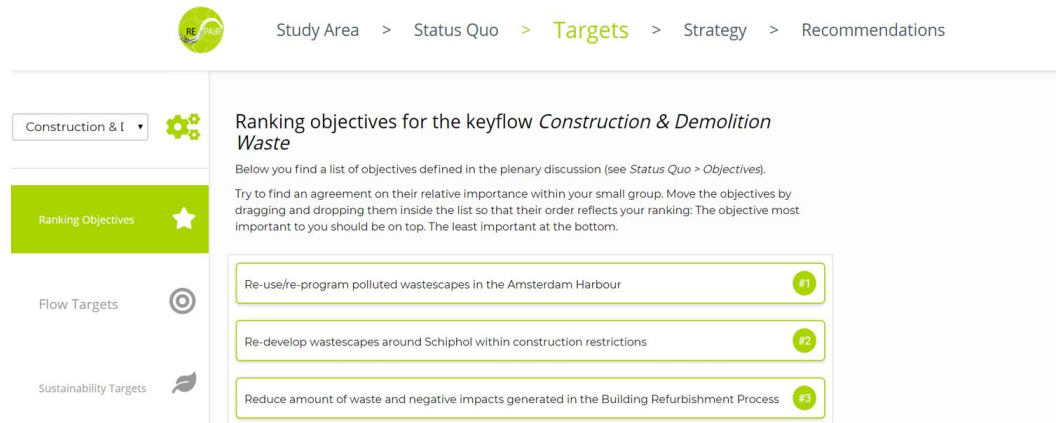 REPAiR
Study Area > Status Quo > Targets > Strategy > Recommendations
Construction & D
Ranking objectives for the keyflow Construction & Demolition
Waste
Below you find a list of objectives defined in the plenary discussion (see Status Quo > Objectives).
Try to find an agreement on their relative importance within your small group. Move the objectives by
dragging and dropping them inside the list so that their order reflects your ranking: The objective most
important to you should be on top. The least important at the bottom.
Ranking Objectives
Re-use/re-program polluted wastescapes in the Amsterdam Harbour #1
Flow Targets
Re-develop wastescapes around Schiphol within construction restrictions #2
Sustainability Targets
Reduce amount of waste and negative impacts generated in the Building Refurbishment Process #3